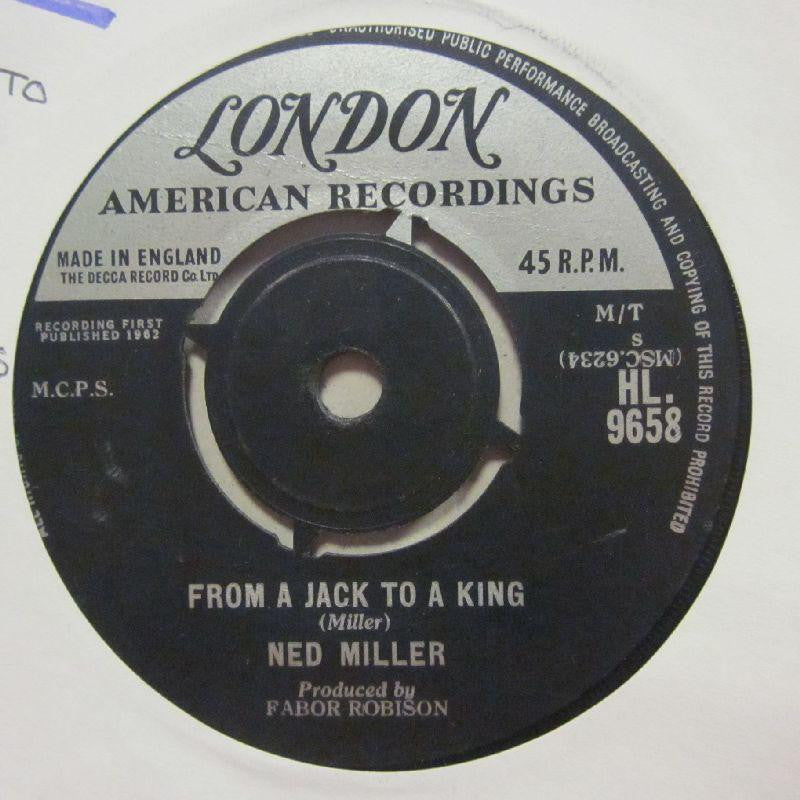 TO
UNAUTHORISED PUBLIC PERFORMANCE BROADCASTING AND COPYING OF THIS RECORD PROHIBITED
LONDON
AMERICAN RECORDINGS
MADE IN ENGLAND
THE DECCA RECORD Co. Ltd
45 R.P.M.
RECORDING FIRST
PUBLISHED 1962
M/T
S
(MSC.6234)
M.C.P.S.
HL.
9658
FROM A JACK TO A KING
(Miller)
NED MILLER
Produced by
FABOR ROBISON